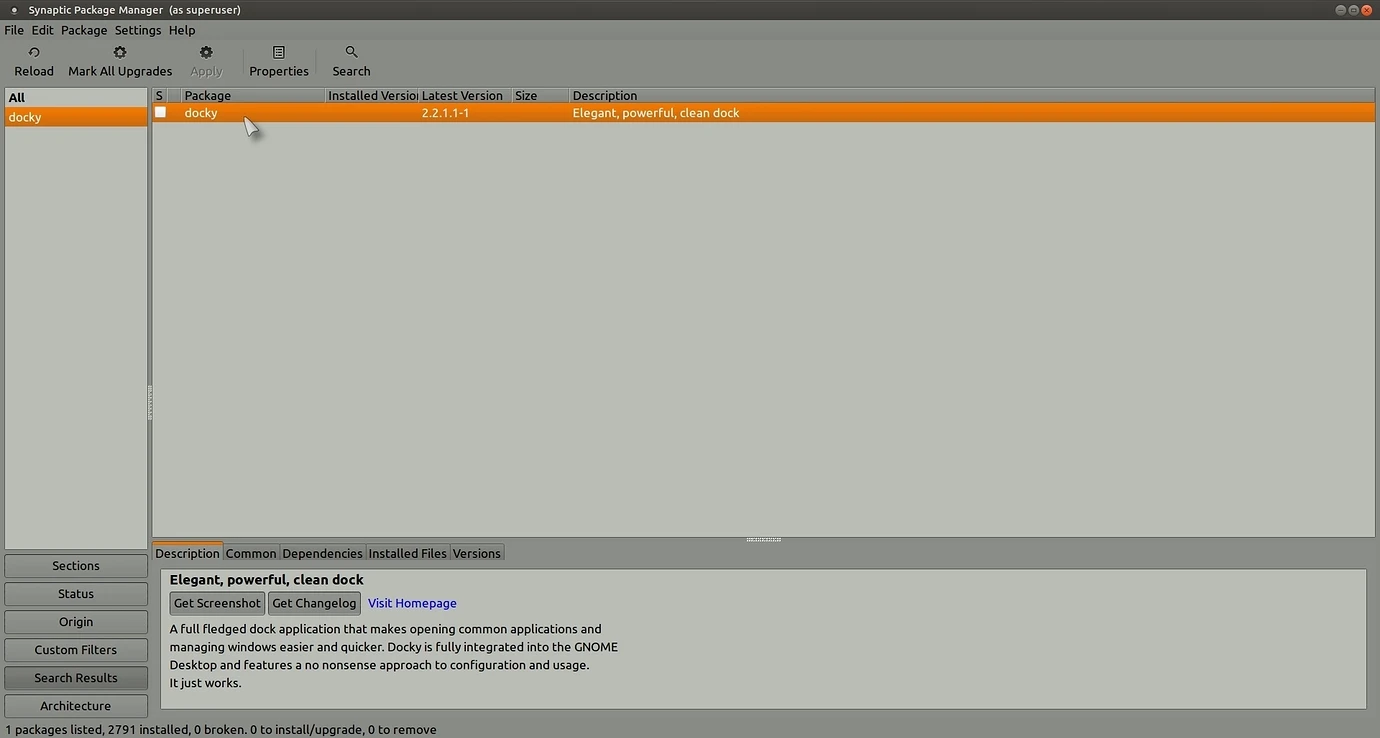 Synaptic Package Manager (as superuser)
File Edit Package Settings Help
Reload Mark All Upgrades Apply Properties Search
All
docky
S Package Installed Versior Latest Version Size Description
docky 2.2.1.1-1 Elegant, powerful, clean dock
Sections
Status
Origin
Custom Filters
Search Results
Architecture
Description Common Dependencies Installed Files Versions
Elegant, powerful, clean dock
Get Screenshot Get Changelog Visit Homepage
A full fledged dock application that makes opening common applications and
managing windows easier and quicker. Docky is fully integrated into the GNOME
Desktop and features a no nonsense approach to configuration and usage.
It just works.
1 packages listed, 2791 installed, 0 broken. 0 to install/upgrade, 0 to remove